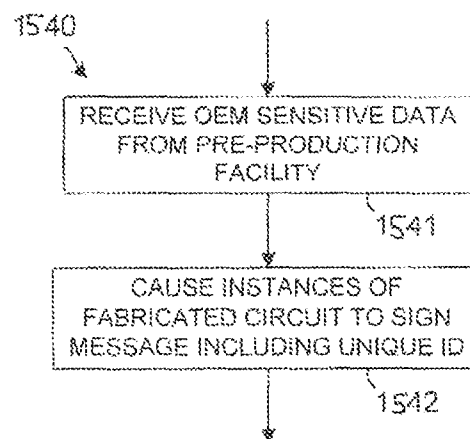 1540
RECEIVE OEM SENSITIVE DATA
FROM PRE-PRODUCTION
FACILITY
1541
CAUSE INSTANCES OF
FABRICATED CIRCUIT TO SIGN
MESSAGE INCLUDING UNIQUE ID
1542